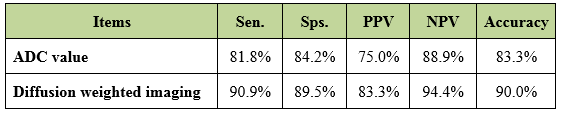 Items Sen. Sps. PPV NPV Accuracy
ADC value 81.8% 84.2% 75.0% 88.9% 83.3%
Diffusion weighted imaging 90.9% 89.5% 83.3% 94.4% 90.0%